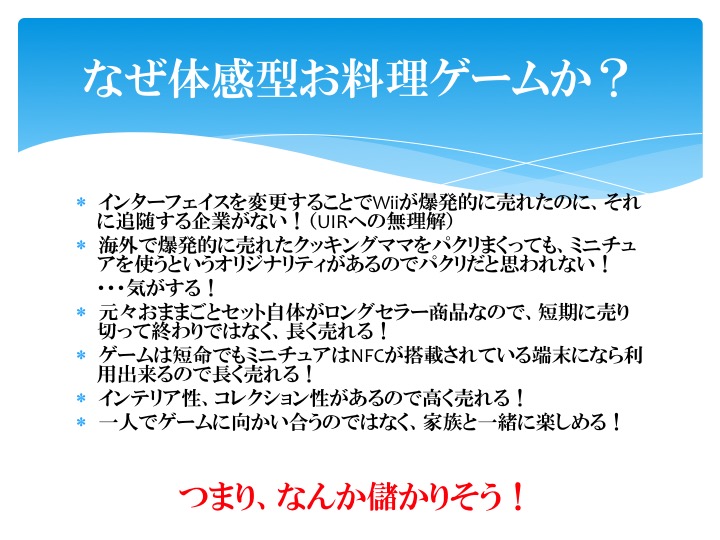 なぜ体感型お料理ゲームか？
* インターフェイスを変更することでWiiが爆発的に売れたのに、それ
に追随する企業がない！（UIRへの無理解）
* 海外で爆発的に売れたクッキングママをパクリまくっても、ミニチュ
アを使うというオリジナリティがあるのでパクリだと思われない！
・・・気がする！
* 元々おままごとセット自体がロングセラー商品なので、短期に売り
切って終わりではなく、長く売れる！
* ゲームは短命でもミニチュアはNFCが搭載されている端末になら利
用出来るので長く売れる！
* インテリア性、コレクション性があるので高く売れる！
* 一人でゲームに向かい合うのではなく、家族と一緒に楽しめる！
つまり、なんか儲かりそう！